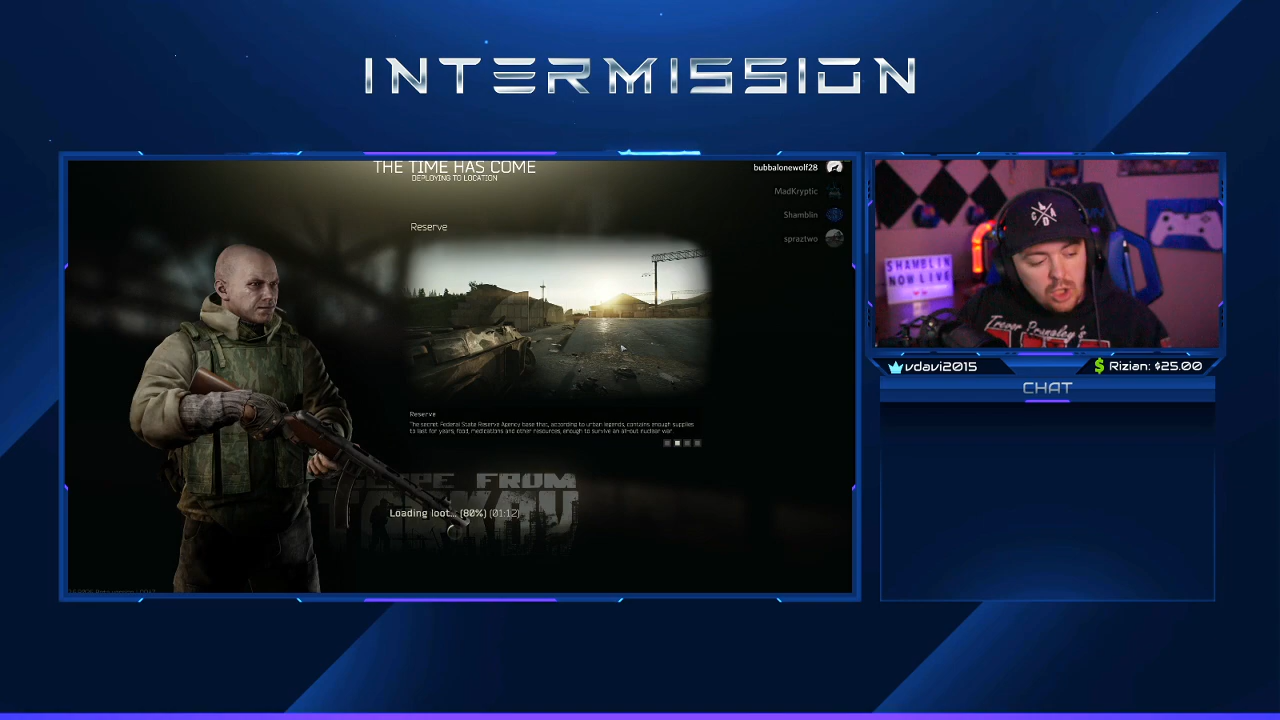 INTERMISSION
THE TIME HAS COME
DEPLOYING TO LOCATION
bubbalonewolf28
MadKryptic
Shamblin
spraztwo
Reserve
SHAMBLIN
NOW LIVE
vdavi2015
Rizian: $25.00
CHAT
Reserve
The secret Federal State Reserve Agency base that, according to urban legends, contains enough supplies
to last for years: food, medications and other resources, enough to survive an all-out nuclear war.
ESCAPE FROM
TARKOV
Loading loot... (80%) (01:12)